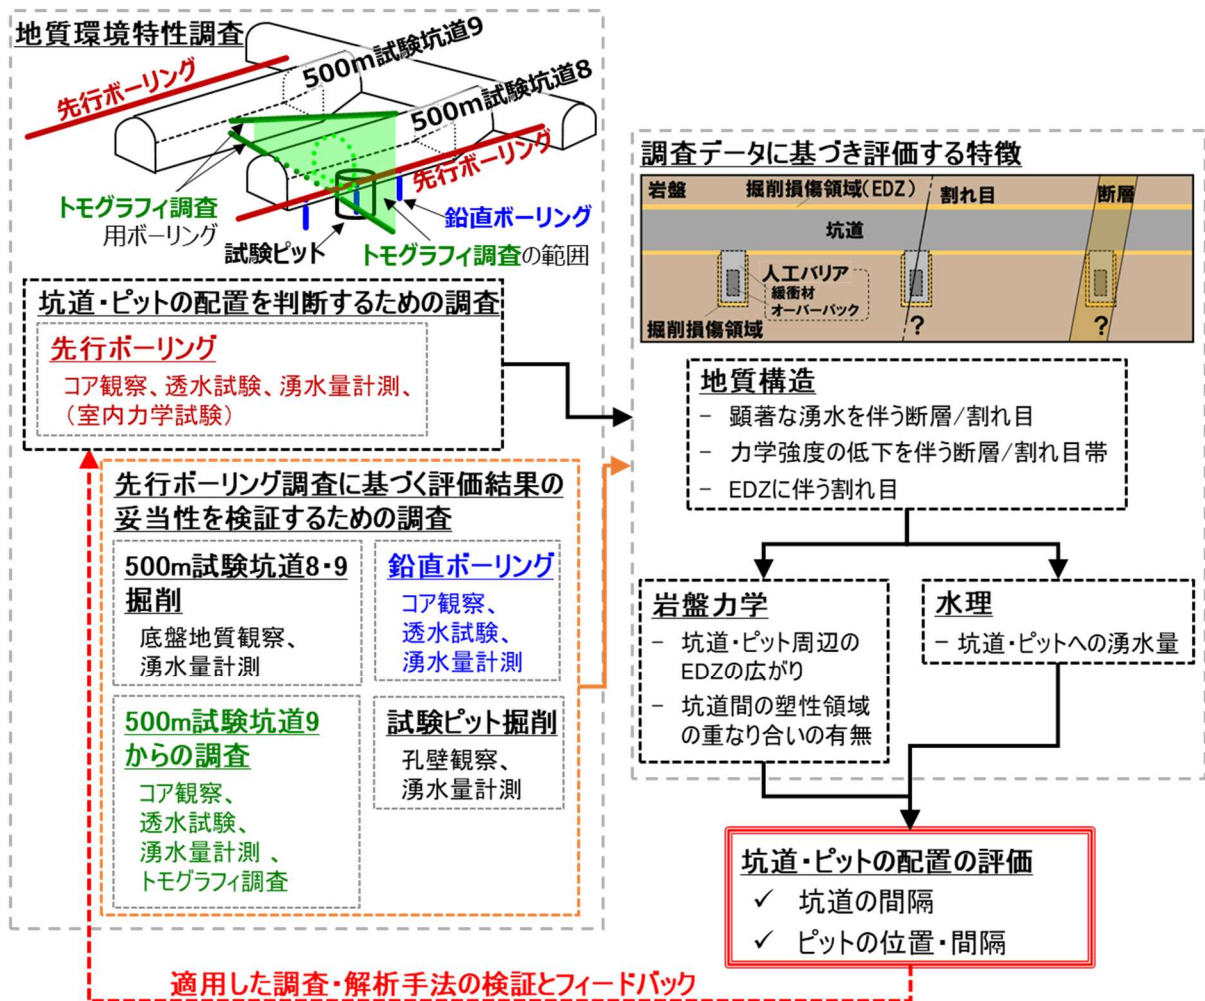 地質環境特性調査
先行ボーリング
500m試験坑道9
500m試験坑道8
先行ボーリング
トモグラフィ調査
用ボーリング
試験ピット
鉛直ボーリング
トモグラフィ調査の範囲
坑道・ピットの配置を判断するための調査
先行ボーリング
コア観察、透水試験、湧水量計測、
（室内力学試験）
先行ボーリング調査に基づく評価結果の
妥当性を検証するための調査
500m試験坑道8・9
掘削
底盤地質観察、
湧水量計測
鉛直ボーリング
コア観察、
透水試験、
湧水量計測
500m試験坑道9
からの調査
コア観察、
透水試験、
湧水量計測 、
トモグラフィ調査
試験ピット掘削
孔壁観察、
湧水量計測
調査データに基づき評価する特徴
岩盤
掘削損傷領域(EDZ)
割れ目
断層
坑道
人工バリア
緩衝材
オーバーパック
掘削損傷領域
?
?
地質構造
− 顕著な湧水を伴う断層/割れ目
− 力学強度の低下を伴う断層/割れ目帯
− EDZに伴う割れ目
岩盤力学
− 坑道・ピット周辺の
EDZの広がり
− 坑道間の塑性領域
の重なり合いの有無
水理
− 坑道・ピットへの湧水量
坑道・ピットの配置の評価
✓ 坑道の間隔
✓ ピットの位置・間隔
適用した調査・解析手法の検証とフィードバック